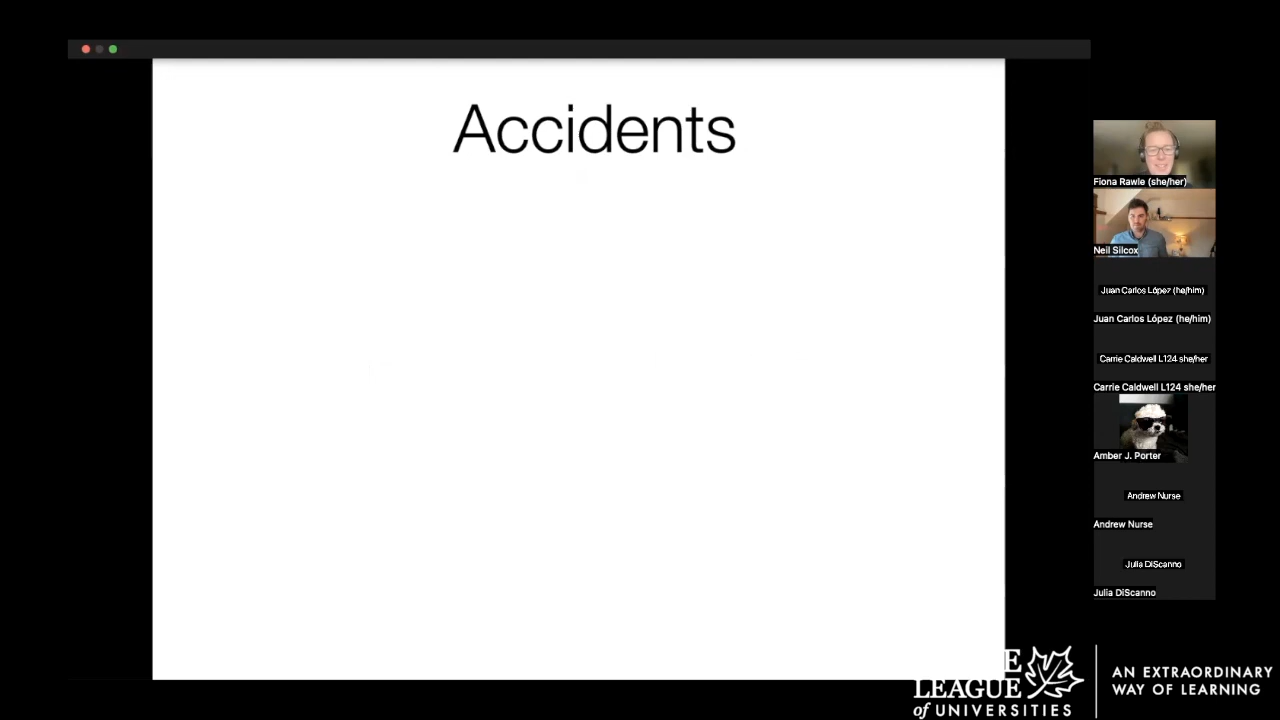 Accidents
Fiona Rawle (she/her)
Neil Silcox
Juan Carlos López (he/him)
Juan Carlos López (he/him)
Carrie Caldwell L124 she/her
Carrie Caldwell L124 she/her
Amber J. Porter
Andrew Nurse
Andrew Nurse
Julia DiScanno
Julia DiScanno
E
LEAGUE
of UNIVERSITIES
AN EXTRAORDINARY
WAY OF LEARNING